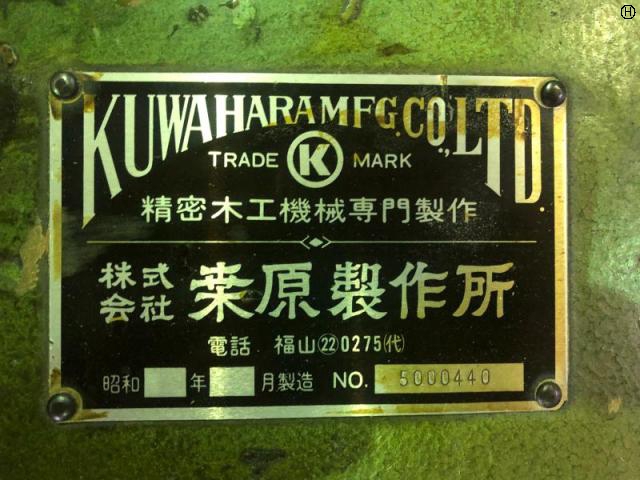 KUWAHARA MFG. CO., LTD
TRADE K MARK
精密木工機械専門製作
株式会社 桒原製作所
電話 福山㉒0275㈹
昭和 年 月製造 NO. 5000440
H